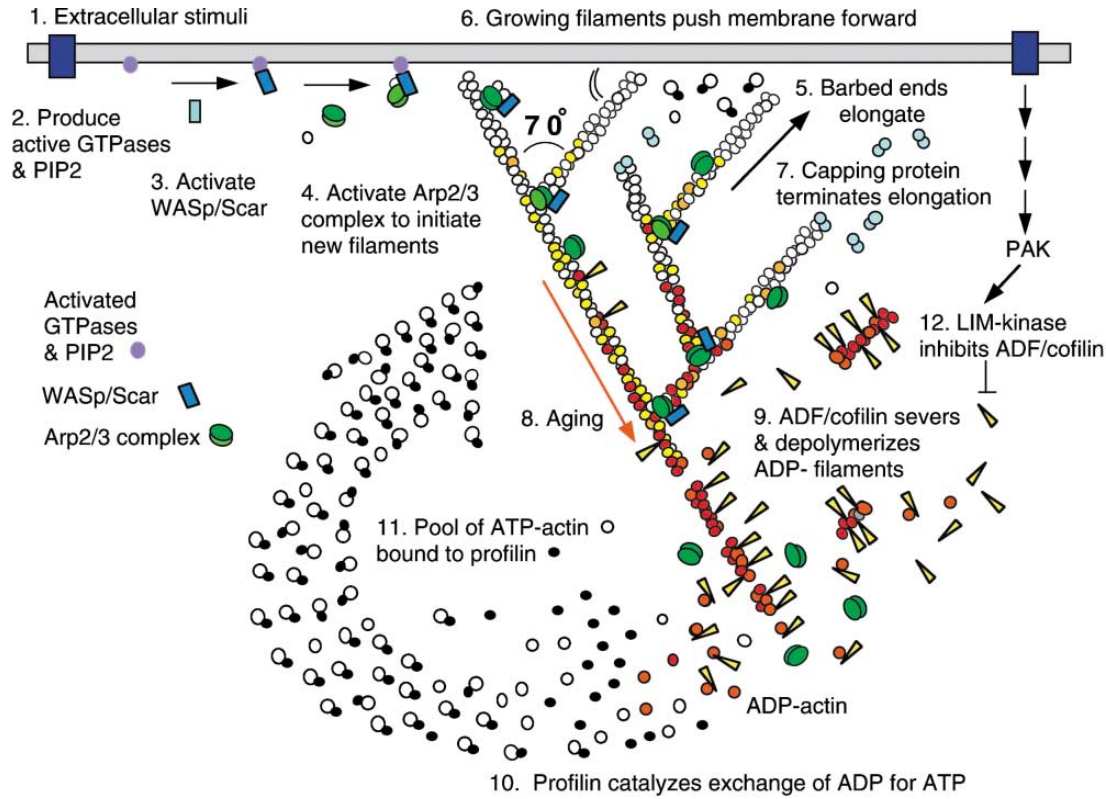 1. Extracellular stimuli
6. Growing filaments push membrane forward
2. Produce
active GTPases
& PIP2
3. Activate
WASp/Scar
4. Activate Arp2/3
complex to initiate
new filaments
70°
5. Barbed ends
elongate
7. Capping protein
terminates elongation
PAK
12. LIM-kinase
inhibits ADF/cofilin
Activated
GTPases
& PIP2
WASp/Scar
Arp2/3 complex
8. Aging
9. ADF/cofilin severs
& depolymerizes
ADP- filaments
11. Pool of ATP-actin
bound to profilin
ADP-actin
10. Profilin catalyzes exchange of ADP for ATP